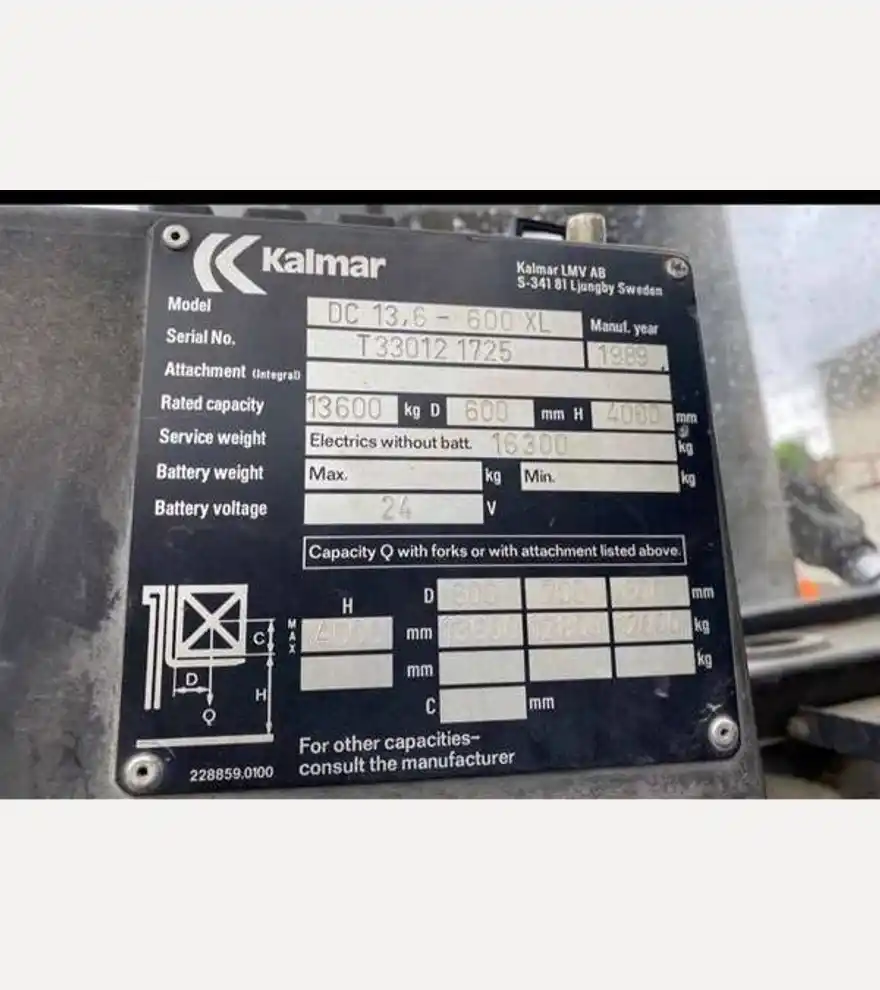 Kalmar
Kalmar LMV AB
S-341 81 Ljungby Sweden
Model DC 13,6 - 600 XL Manuf. year
Serial No. T33012 1725 1989
Attachment (Integral)
Rated capacity 13600 kg D 600 mm H 4000 mm
Service weight Electrics without batt. 16300 kg
Battery weight Max. kg Min. kg
Battery voltage 24 V
Capacity Q with forks or with attachment listed above.
H D 600 700 mm
MAX mm kg
mm kg
C mm
C
D
H
Q
For other capacities–
consult the manufacturer
228859.0100